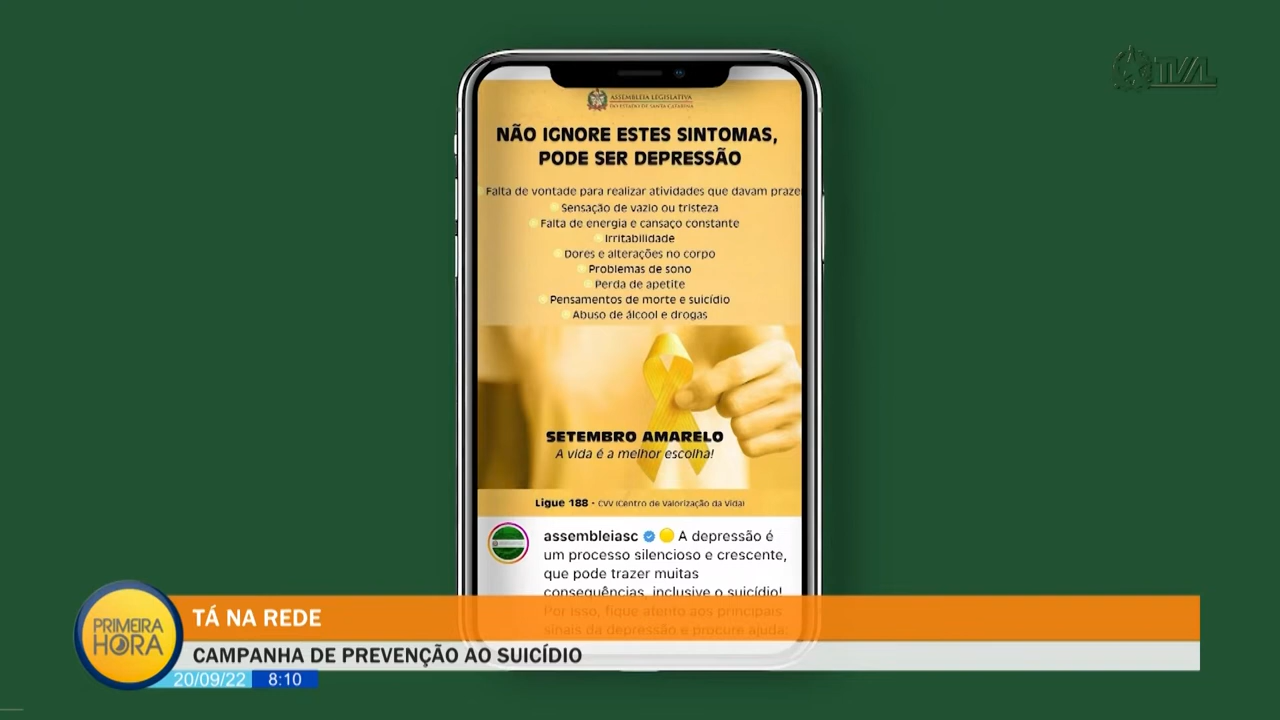 TVAL
ASSEMBLEIA LEGISLATIVA
DO ESTADO DE SANTA CATARINA
NÃO IGNORE ESTES SINTOMAS,
PODE SER DEPRESSÃO
Falta de vontade para realizar atividades que davam praze
Sensação de vazio ou tristeza
Falta de energia e cansaço constante
Irritabilidade
Dores e alterações no corpo
Problemas de sono
Perda de apetite
Pensamentos de morte e suicídio
Abuso de álcool e drogas
SETEMBRO AMARELO
A vida é a melhor escolha!
Ligue 188 - CVV (Centro de Valorização da Vida)
assembleiasc A depressão é
um processo silencioso e crescente,
que pode trazer muitas
consequências, inclusive o suicídio!
Por isso, fique atento aos principais
sinais da depressão e procure ajuda:
PRIMEIRA
HORA
TÁ NA REDE
CAMPANHA DE PREVENÇÃO AO SUICÍDIO
20/09/22 8:10